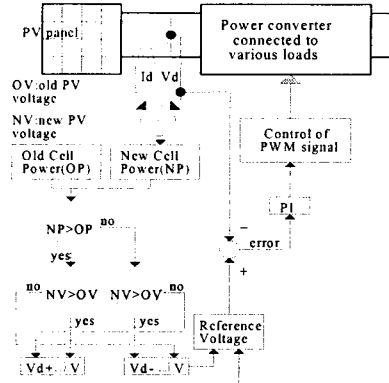 PV panel
Power converter
connected to
various loads
Id Vd
OV:old PV
voltage
NV:new PV
voltage
Control of
PWM signal
Old Cell
Power(OP)
New Cell
Power(NP)
PI
NP>OP
no
yes
error
−
+
no
NV>OV
NV>OV
no
yes
yes
Reference
Voltage
Vd+ V
Vd- V